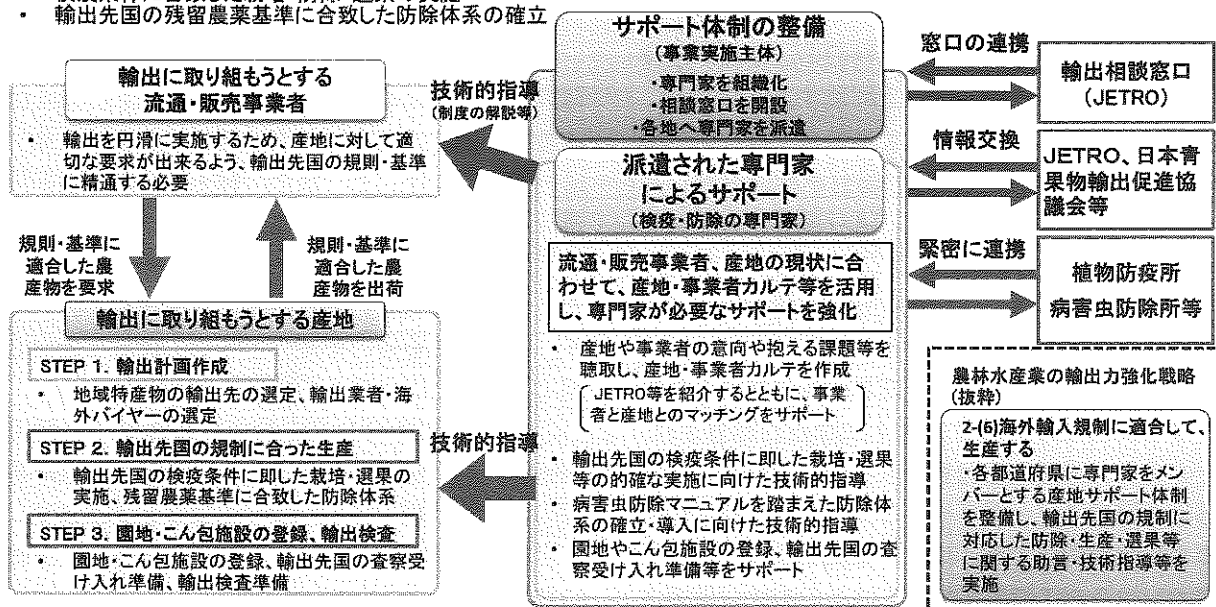 ・ 輸出先国の残留農薬基準に合致した防除体系の確立
輸出に取り組もうとする
流通・販売事業者
・ 輸出を円滑に実施するため、産地に対して適
切な要求が出来るよう、輸出先国の規則・基準
に精通する必要
規則・基準に
適合した農
産物を要求
規則・基準に
適合した農
産物を出荷
輸出に取り組もうとする産地
STEP 1. 輸出計画作成
・ 地域特産物の輸出先の選定、輸出業者・海
外バイヤーの選定
STEP 2. 輸出先国の規制に合った生産
・ 輸出先国の検疫条件に即した栽培・選果の
実施、残留農薬基準に合致した防除体系
STEP 3. 園地・こん包施設の登録、輸出検査
・ 園地・こん包施設の登録、輸出先国の査察受
け入れ準備、輸出検査準備
技術的指導
(制度の解説等)
技術的指導
サポート体制の整備
(事業実施主体)
・専門家を組織化
・相談窓口を開設
・各地へ専門家を派遣
派遣された専門家
によるサポート
(検疫・防除の専門家)
流通・販売事業者、産地の現状に合
わせて、産地・事業者カルテ等を活用
し、専門家が必要なサポートを強化
・ 産地や事業者の意向や抱える課題等を
聴取し、産地・事業者カルテを作成
JETRO等を紹介するとともに、事業
者と産地とのマッチングをサポート
・ 輸出先国の検疫条件に即した栽培・選果
等の的確な実施に向けた技術的指導
・ 病害虫防除マニュアルを踏まえた防除体
系の確立・導入に向けた技術的指導
・ 園地やこん包施設の登録、輸出先国の査
察受け入れ準備等をサポート
窓口の連携
輸出相談窓口
(JETRO)
情報交換
JETRO、日本青
果物輸出促進協
議会等
緊密に連携
植物防疫所
病害虫防除所等
農林水産業の輸出力強化戦略
(抜粋)
2-(6)海外輸入規制に適合して、
生産する
・各都道府県に専門家をメン
バーとする産地サポート体制
を整備し、輸出先国の規制に
対応した防除・生産・選果等
に関する助言・技術指導等を
実施